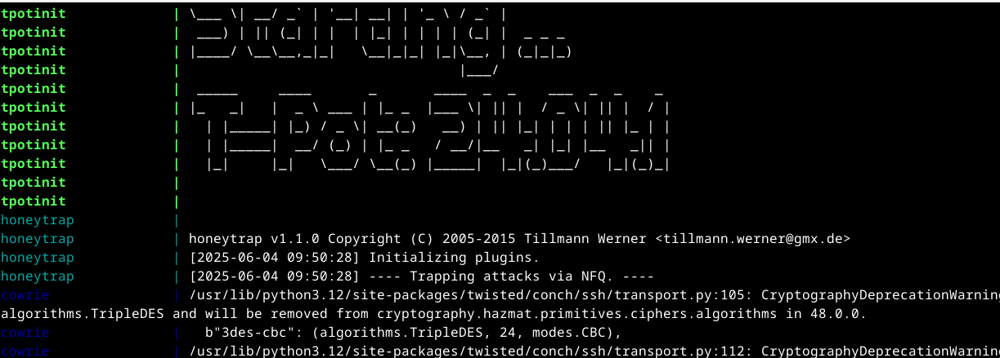 tpotinit | \___ \| __/ _` | '__| __| | '_ \ / _` |
tpotinit |  ___) | || (_| | |  | |_| | | | | (_| |  _ _ _
tpotinit | |____/ \__\__,_|_|   \__|_|_| |_|\__, | (_|_|_)
tpotinit |                                  |___/
tpotinit |  _____     ____       _       ____  _  _    ___  _  _    _
tpotinit | |_   _|   |  _ \ ___ | |_ _  |___ \| || |  / _ \| || |  / |
tpotinit |   | |_____| |_) / _ \| __(_)   __) | || |_| | | | || |_ | |
tpotinit |   | |_____|  __/ (_) | |_ _   / __/|__   _| |_| |__   _|| |
tpotinit |   |_|     |_|   \___/ \__(_) |_____|  |_|(_)___/   |_|(_)_|
tpotinit |
tpotinit |
honeytrap |
honeytrap | honeytrap v1.1.0 Copyright (C) 2005-2015 Tillmann Werner <tillmann.werner@gmx.de>
honeytrap | [2025-06-04 09:50:28] Initializing plugins.
honeytrap | [2025-06-04 09:50:28] ---- Trapping attacks via NFQ. ----
cowrie | /usr/lib/python3.12/site-packages/twisted/conch/ssh/transport.py:105: CryptographyDeprecationWarning
algorithms.TripleDES and will be removed from cryptography.hazmat.primitives.ciphers.algorithms in 48.0.0.
cowrie |   b"3des-cbc": (algorithms.TripleDES, 24, modes.CBC),
cowrie | /usr/lib/python3.12/site-packages/twisted/conch/ssh/transport.py:112: CryptographyDeprecationWarning